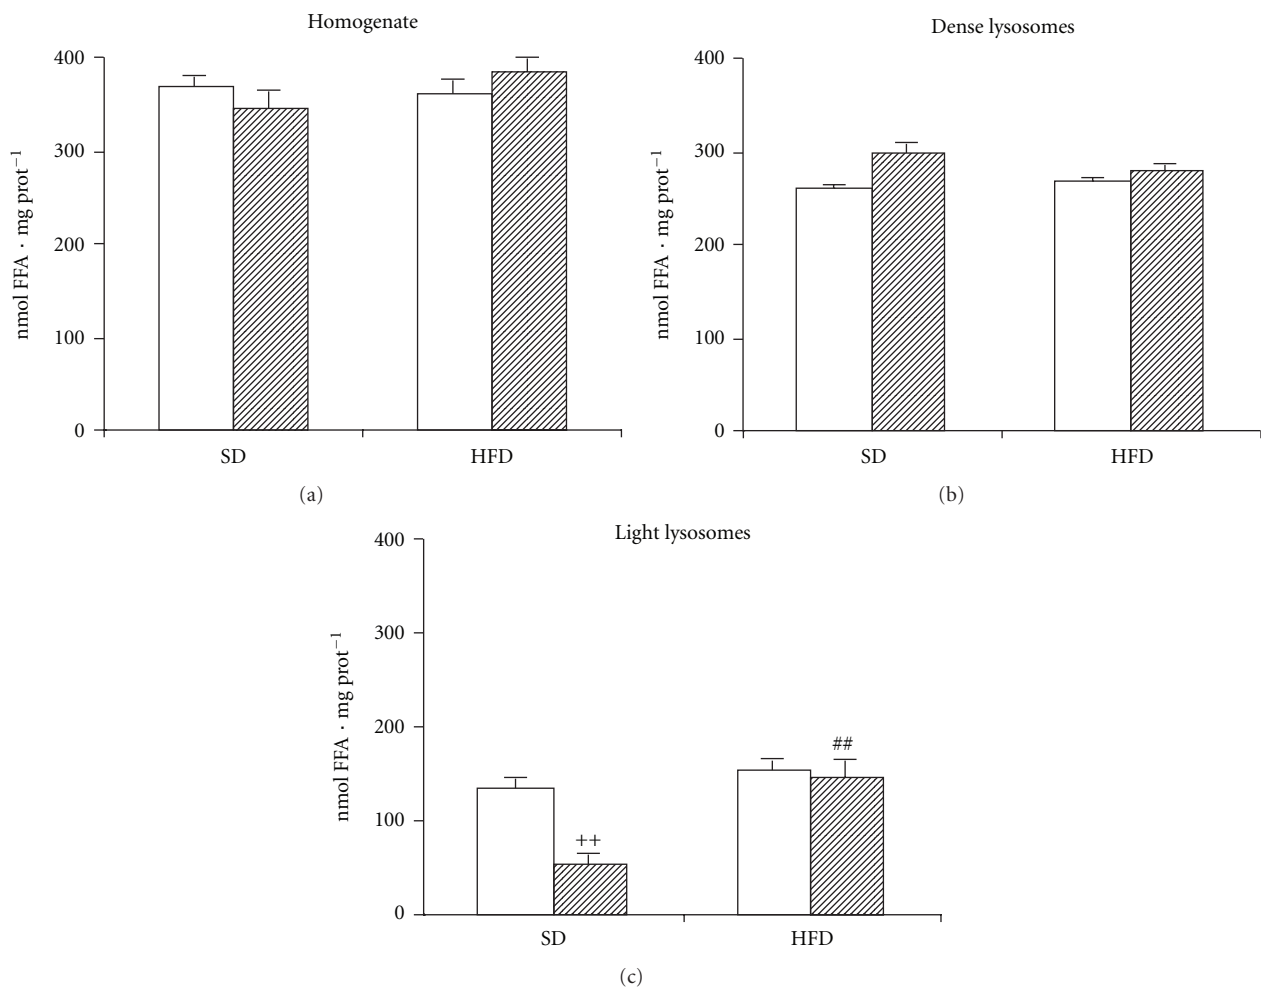 Homogenate
400
300
200
100
0
nmol FFA · mg prot⁻¹
SD
HFD
(a)
Dense lysosomes
400
300
200
100
0
nmol FFA · mg prot⁻¹
SD
HFD
(b)
Light lysosomes
400
300
200
100
0
nmol FFA · mg prot⁻¹
++
##
SD
HFD
(c)